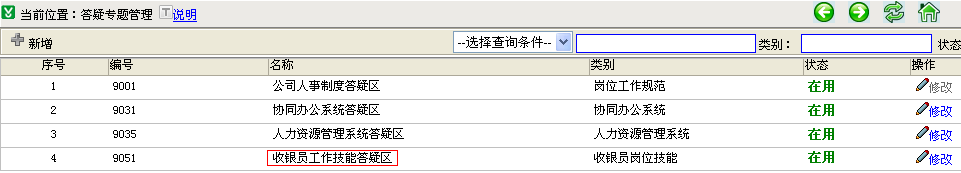 当前位置：答疑专题管理 T说明
新增 --选择查询条件-- 类别： 状态
序号 编号 名称 类别 状态 操作
1 9001 公司人事制度答疑区 岗位工作规范 在用 修改
2 9031 协同办公系统答疑区 协同办公系统 在用 修改
3 9035 人力资源管理系统答疑区 人力资源管理系统 在用 修改
4 9051 收银员工作技能答疑区 收银员岗位技能 在用 修改